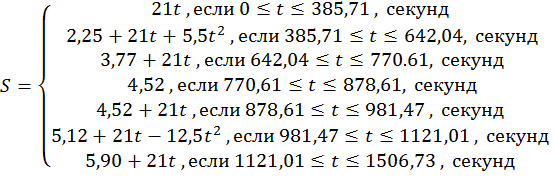 21t , если 0 ≤ t ≤ 385,71 , секунд
2,25 + 21t + 5,5t² , если 385,71 ≤ t ≤ 642,04, секунд
3,77 + 21t , если 642,04 ≤ t ≤ 770.61, секунд
S = 4,52 , если 770,61 ≤ t ≤ 878,61, секунд
4,52 + 21t , если 878,61 ≤ t ≤ 981,47 , секунд
5,12 + 21t − 12,5t² , если 981,47 ≤ t ≤ 1121,01 , секунд
5,90 + 21t , если 1121,01 ≤ t ≤ 1506,73 , секунд